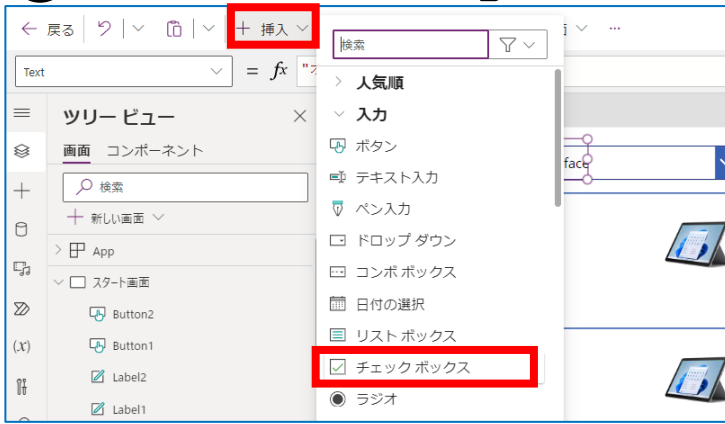 戻る
挿入
...
Text
= fx
検索
人気順
入力
ボタン
テキスト入力
ペン入力
ドロップ ダウン
コンボ ボックス
日付の選択
リスト ボックス
チェック ボックス
ラジオ
ツリー ビュー
画面 コンポーネント
検索
新しい画面
App
スタート画面
Button2
Button1
Label2
Label1
face
(x)